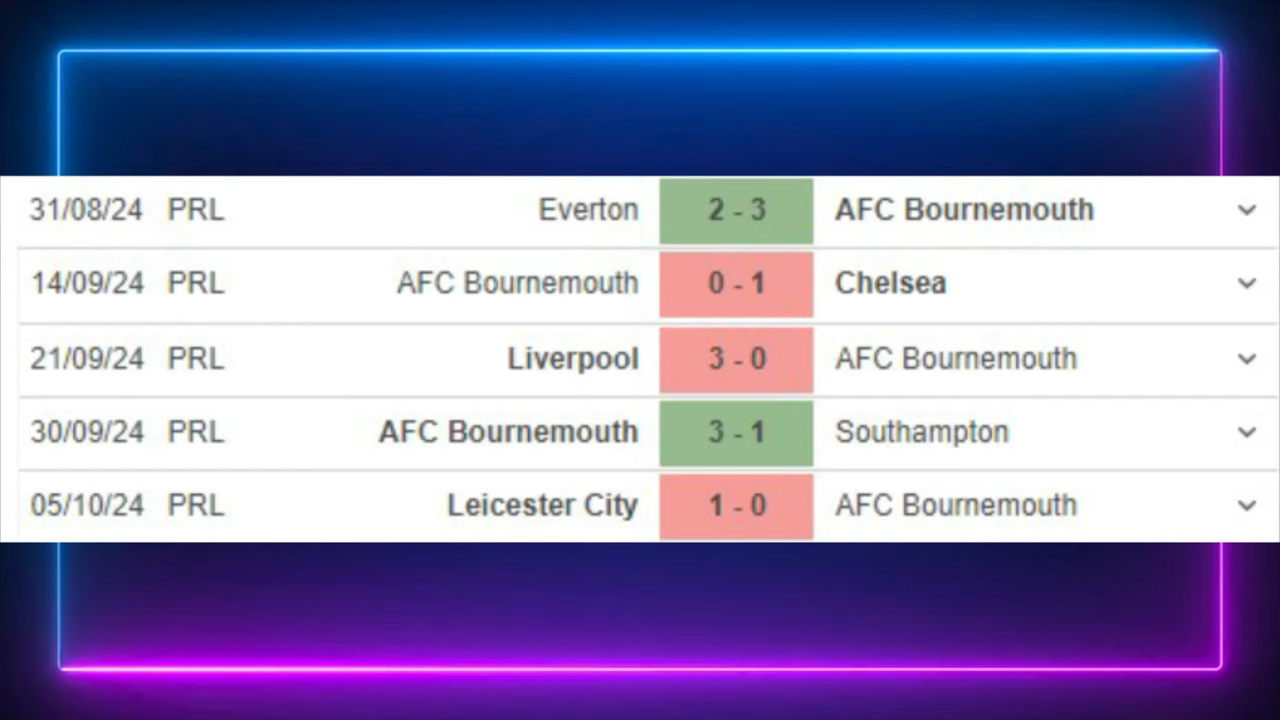 31/08/24 PRL Everton 2 - 3 AFC Bournemouth
14/09/24 PRL AFC Bournemouth 0 - 1 Chelsea
21/09/24 PRL Liverpool 3 - 0 AFC Bournemouth
30/09/24 PRL AFC Bournemouth 3 - 1 Southampton
05/10/24 PRL Leicester City 1 - 0 AFC Bournemouth